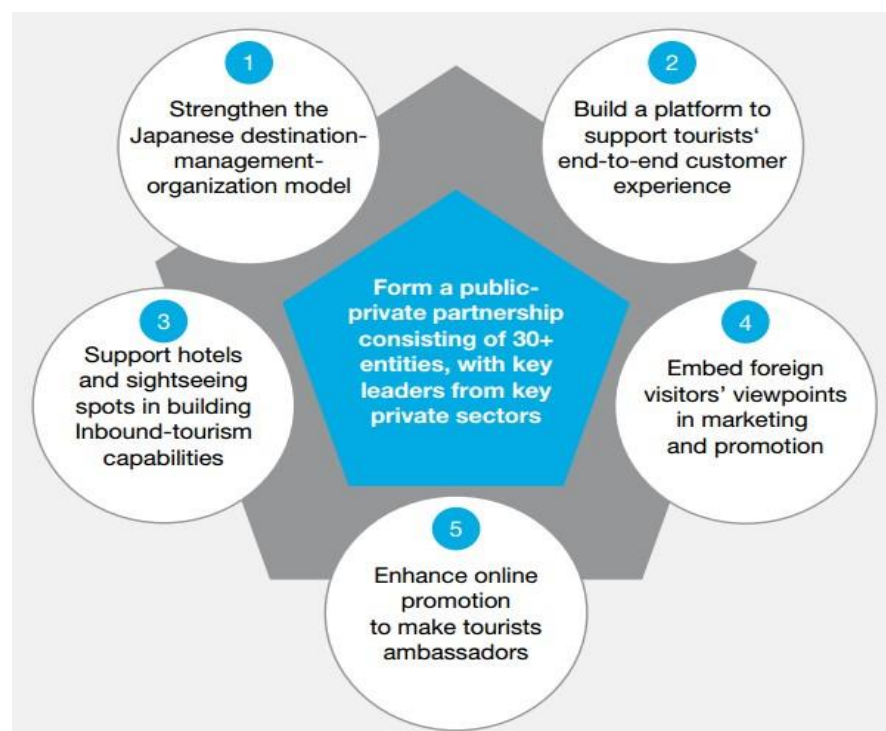 1
Strengthen the
Japanese destination-
management-
organization model
2
Build a platform to
support tourists‘
end-to-end customer
experience
Form a public-
private partnership
consisting of 30+
entities, with key
leaders from key
private sectors
3
Support hotels
and sightseeing
spots in building
Inbound-tourism
capabilities
4
Embed foreign
visitors’ viewpoints
in marketing
and promotion
5
Enhance online
promotion
to make tourists
ambassadors